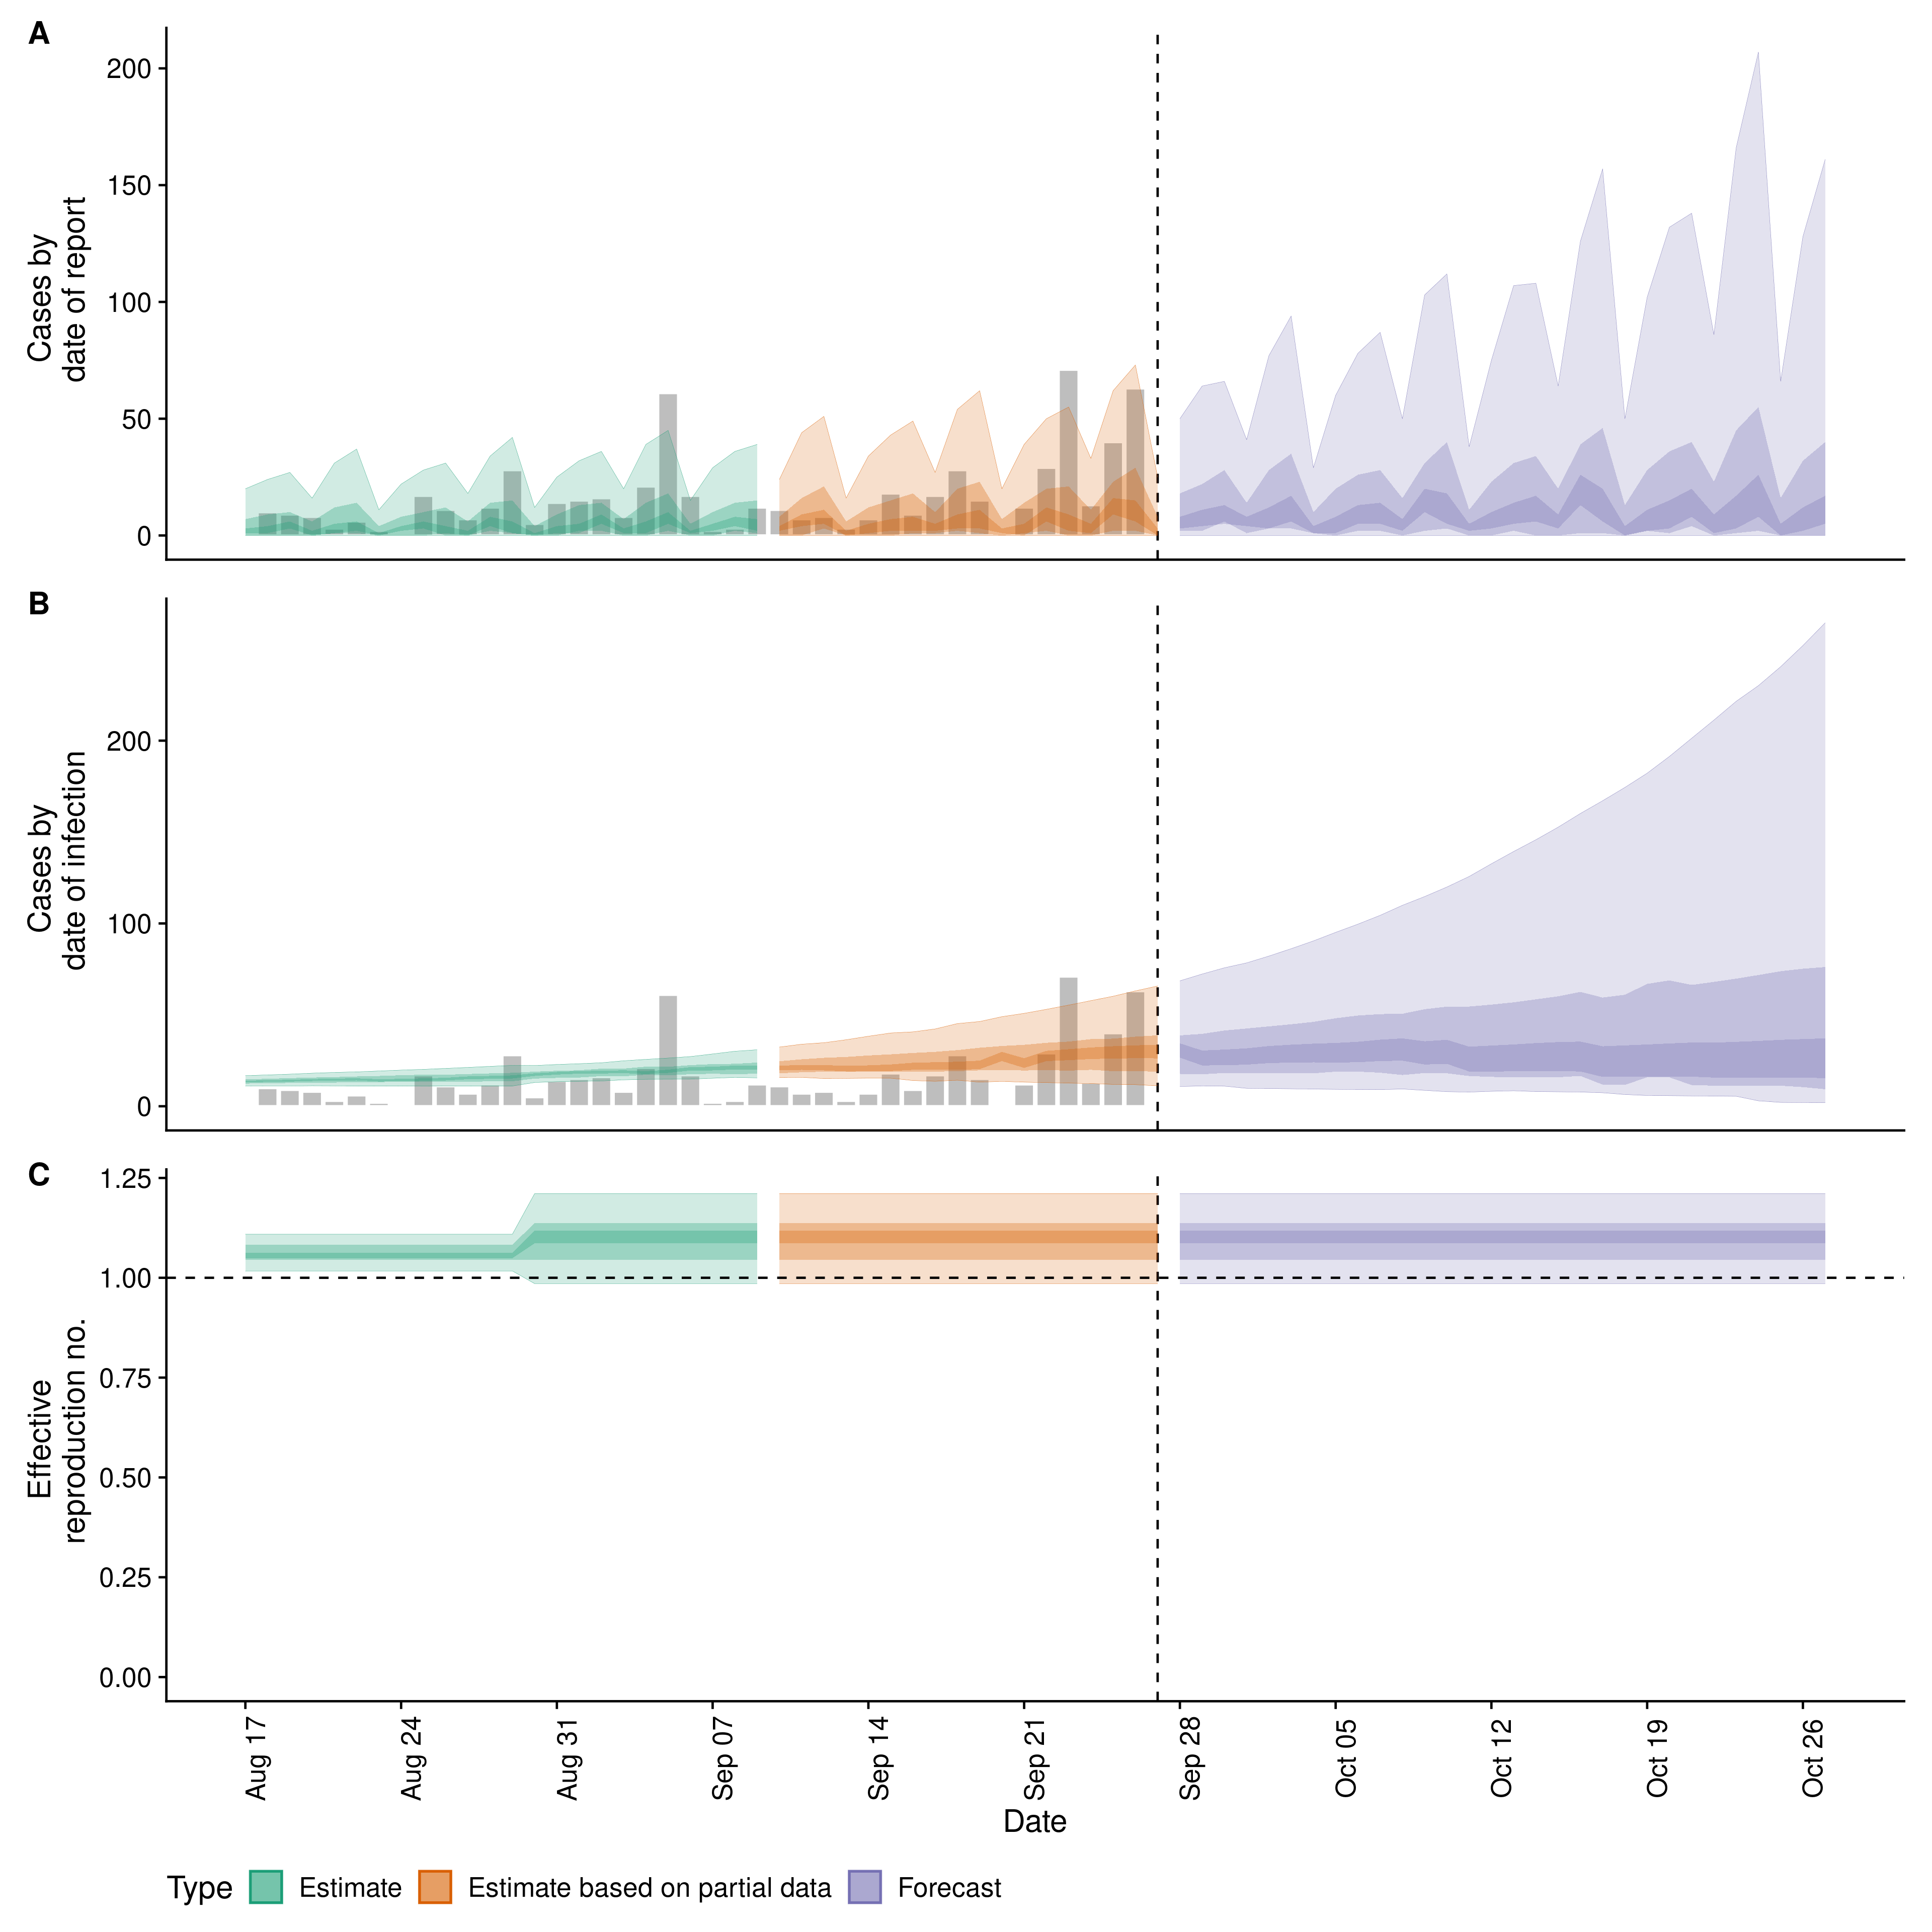 A
Cases by
date of report
200
150
100
50
0
B
Cases by
date of infection
200
100
0
C
Effective
reproduction no.
1.25
1.00
0.75
0.50
0.25
0.00
Aug 17
Aug 24
Aug 31
Sep 07
Sep 14
Sep 21
Sep 28
Oct 05
Oct 12
Oct 19
Oct 26
Date
Type Estimate Estimate based on partial data Forecast